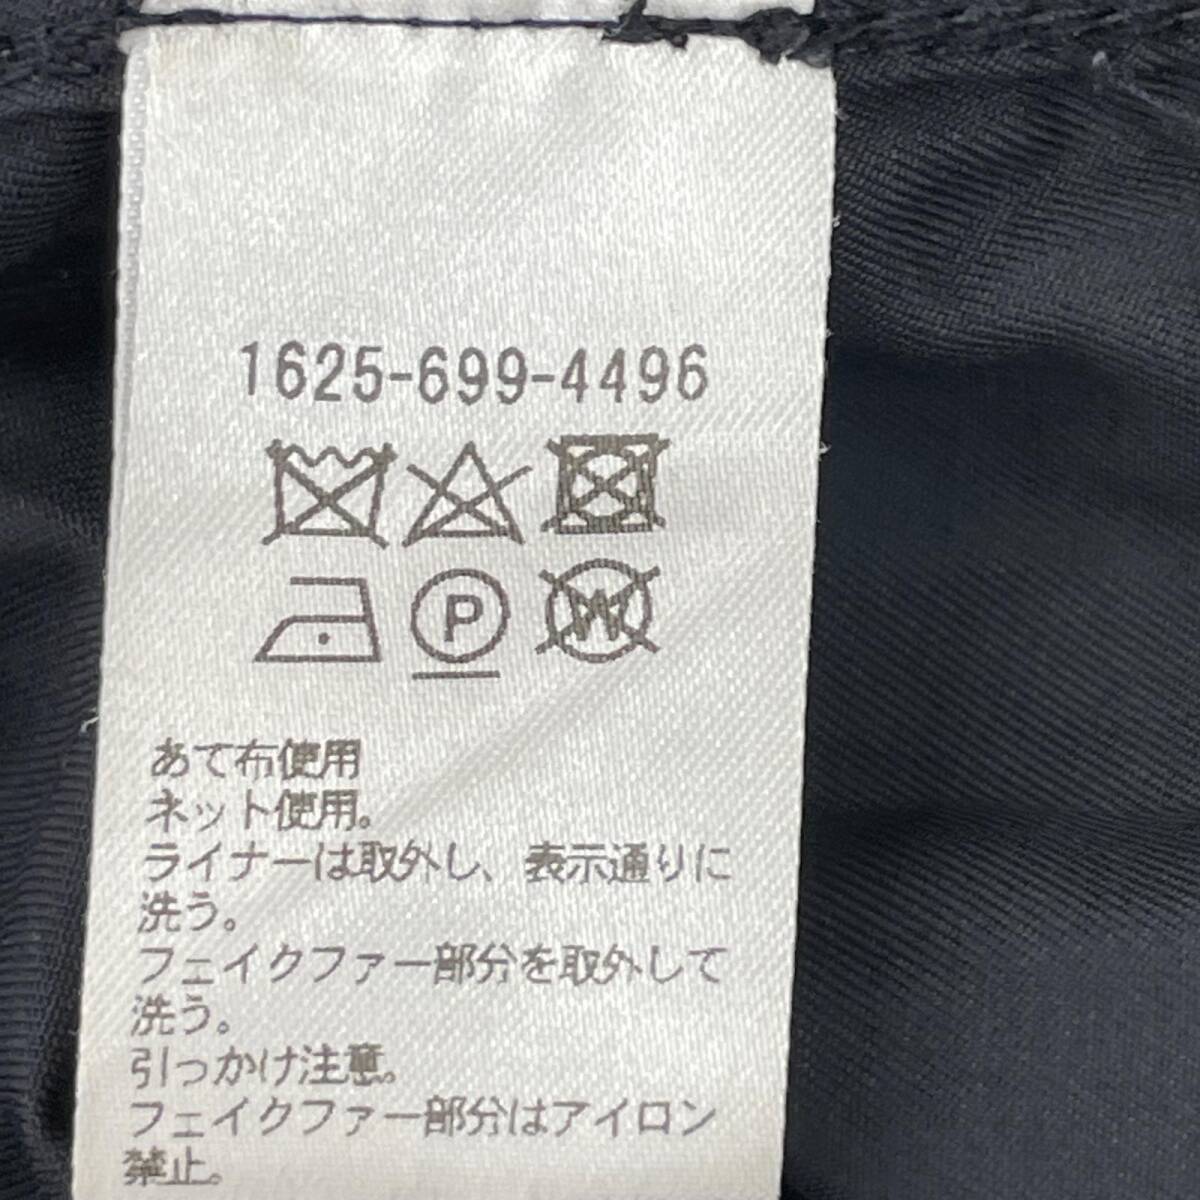 1625-699-4496
P
W
あて布使用
ネット使用。
ライナーは取外し、表示通りに
洗う。
フェイクファー部分を取外して
洗う。
引っかけ注意。
フェイクファー部分はアイロン
禁止。